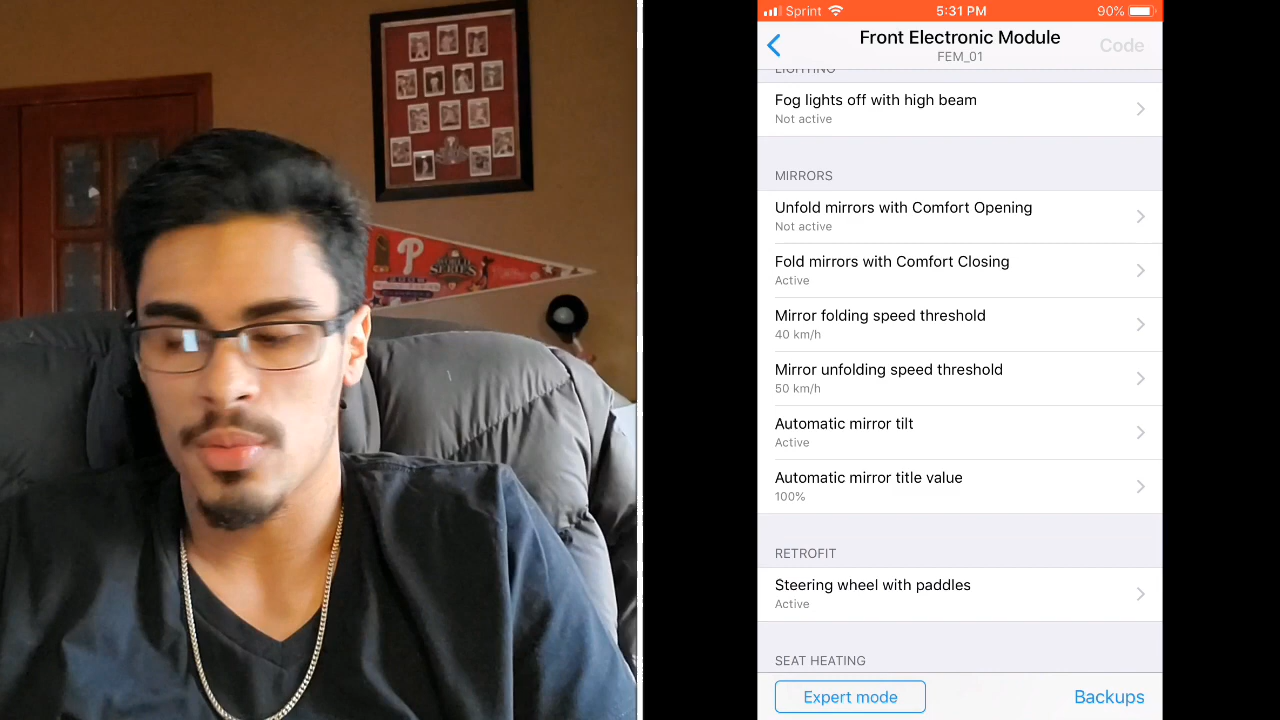 P
WORLD
SERIES
Sprint
5:31 PM
90%
Front Electronic Module
FEM_01
Code
LIGHTING
Fog lights off with high beam
Not active
MIRRORS
Unfold mirrors with Comfort Opening
Not active
Fold mirrors with Comfort Closing
Active
Mirror folding speed threshold
40 km/h
Mirror unfolding speed threshold
50 km/h
Automatic mirror tilt
Active
Automatic mirror title value
100%
RETROFIT
Steering wheel with paddles
Active
SEAT HEATING
Expert mode
Backups